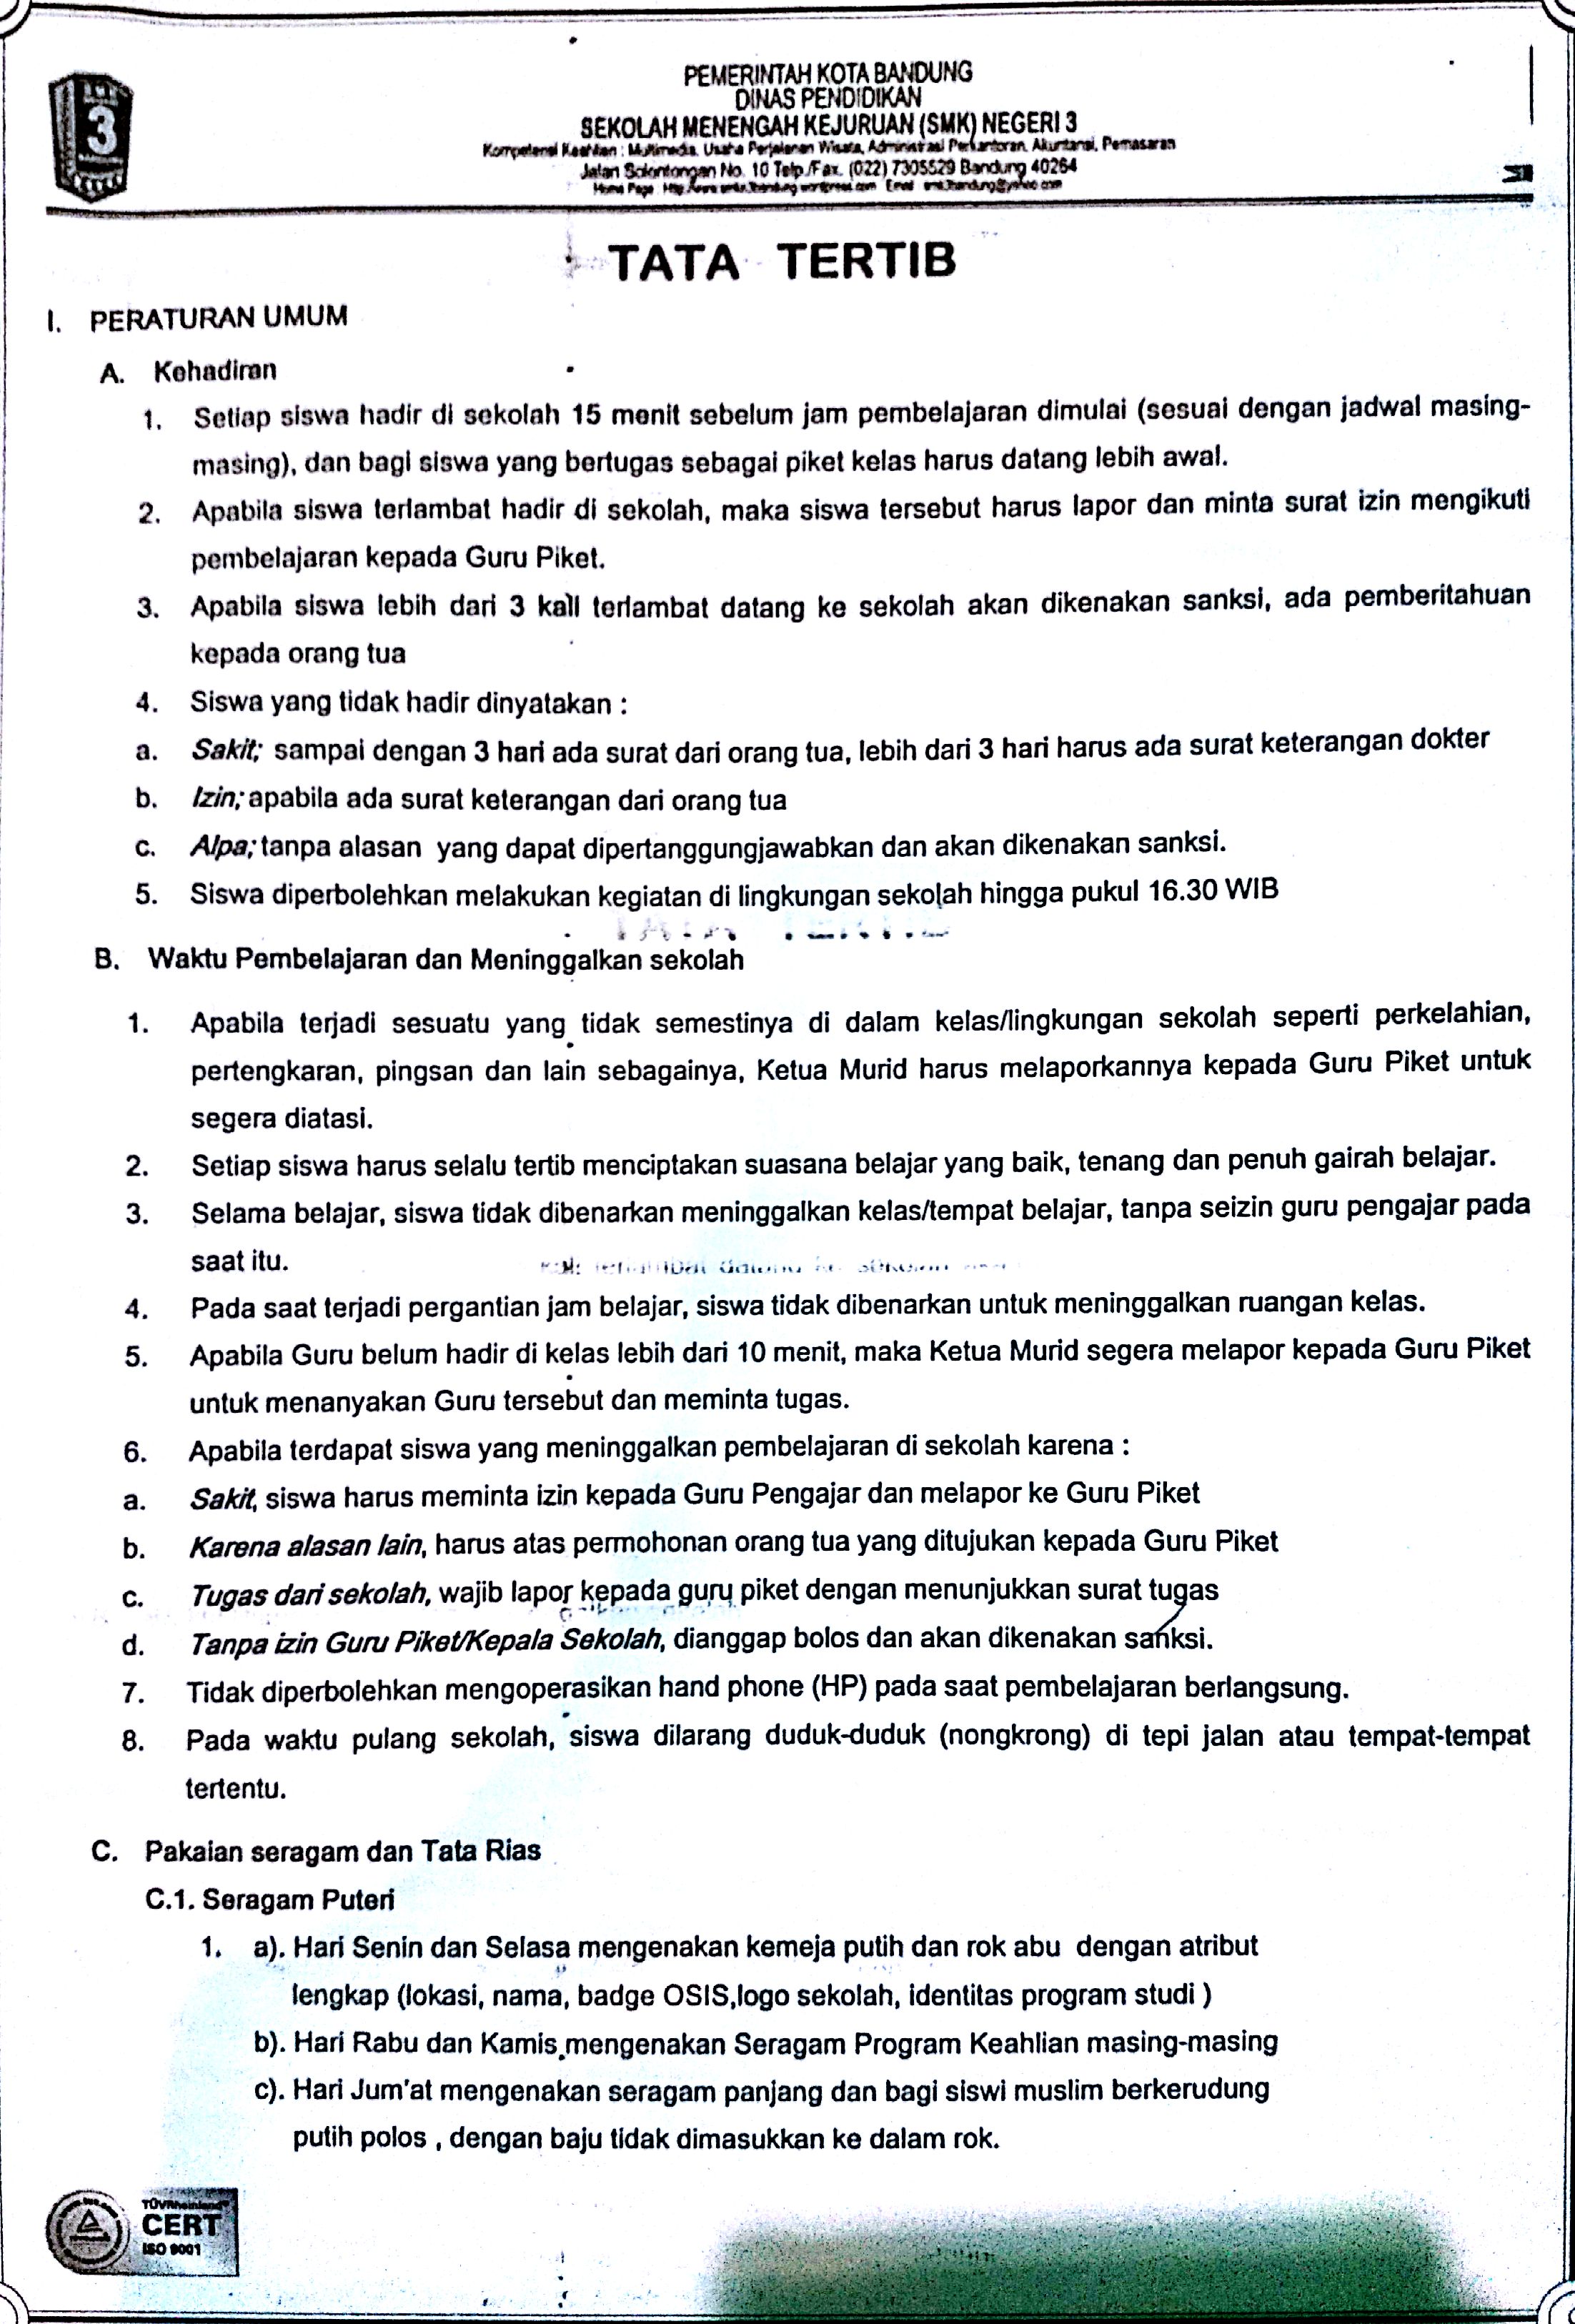 3
PEMERINTAH KOTA BANDUNG
DINAS PENDIDIKAN
SEKOLAH MENENGAH KEJURUAN (SMK) NEGERI 3
Kompetensi Keahlian : Multimedia, Usaha Perjalanan Wisata, Administrasi Perkantoran, Akuntansi, Pemasaran
Jalan Solontongan No. 10 Telp./Fax. (022) 7305529 Bandung 40264
Home Page
TATA TERTIB
I. PERATURAN UMUM
A. Kehadiran
1. Setiap siswa hadir di sekolah 15 menit sebelum jam pembelajaran dimulai (sesuai dengan jadwal masing-
masing), dan bagi siswa yang bertugas sebagai piket kelas harus datang lebih awal.
2. Apabila siswa terlambat hadir di sekolah, maka siswa tersebut harus lapor dan minta surat izin mengikuti
pembelajaran kepada Guru Piket.
3. Apabila siswa lebih dari 3 kali terlambat datang ke sekolah akan dikenakan sanksi, ada pemberitahuan
kepada orang tua
4. Siswa yang tidak hadir dinyatakan :
a. Sakit; sampai dengan 3 hari ada surat dari orang tua, lebih dari 3 hari harus ada surat keterangan dokter
b. Izin; apabila ada surat keterangan dari orang tua
c. Alpa; tanpa alasan yang dapat dipertanggungjawabkan dan akan dikenakan sanksi.
5. Siswa diperbolehkan melakukan kegiatan di lingkungan sekolah hingga pukul 16.30 WIB
B. Waktu Pembelajaran dan Meninggalkan sekolah
1. Apabila terjadi sesuatu yang tidak semestinya di dalam kelas/lingkungan sekolah seperti perkelahian,
pertengkaran, pingsan dan lain sebagainya, Ketua Murid harus melaporkannya kepada Guru Piket untuk
segera diatasi.
2. Setiap siswa harus selalu tertib menciptakan suasana belajar yang baik, tenang dan penuh gairah belajar.
3. Selama belajar, siswa tidak dibenarkan meninggalkan kelas/tempat belajar, tanpa seizin guru pengajar pada
saat itu.
4. Pada saat terjadi pergantian jam belajar, siswa tidak dibenarkan untuk meninggalkan ruangan kelas.
5. Apabila Guru belum hadir di kelas lebih dari 10 menit, maka Ketua Murid segera melapor kepada Guru Piket
untuk menanyakan Guru tersebut dan meminta tugas.
6. Apabila terdapat siswa yang meninggalkan pembelajaran di sekolah karena :
a. Sakit, siswa harus meminta izin kepada Guru Pengajar dan melapor ke Guru Piket
b. Karena alasan lain, harus atas permohonan orang tua yang ditujukan kepada Guru Piket
c. Tugas dari sekolah, wajib lapor kepada guru piket dengan menunjukkan surat tugas
d. Tanpa izin Guru Piket/Kepala Sekolah, dianggap bolos dan akan dikenakan sanksi.
7. Tidak diperbolehkan mengoperasikan hand phone (HP) pada saat pembelajaran berlangsung.
8. Pada waktu pulang sekolah, siswa dilarang duduk-duduk (nongkrong) di tepi jalan atau tempat-tempat
tertentu.
C. Pakaian seragam dan Tata Rias
C.1. Seragam Puteri
1. a). Hari Senin dan Selasa mengenakan kemeja putih dan rok abu dengan atribut
lengkap (lokasi, nama, badge OSIS,logo sekolah, identitas program studi )
b). Hari Rabu dan Kamis mengenakan Seragam Program Keahlian masing-masing
c). Hari Jum'at mengenakan seragam panjang dan bagi siswi muslim berkerudung
putih polos , dengan baju tidak dimasukkan ke dalam rok.
TÜVRheinland
CERT
ISO 9001